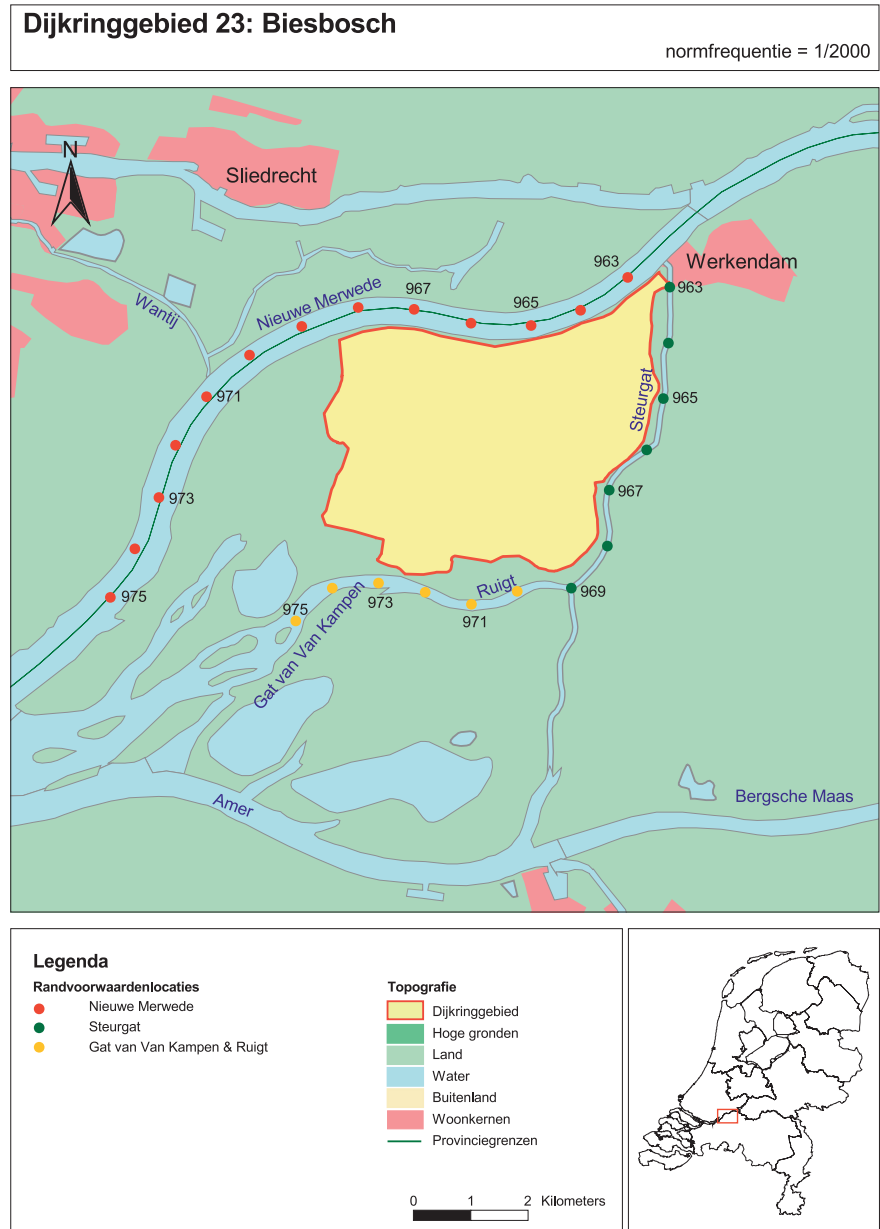 Dijkringgebied 23: Biesbosch
normfrequentie = 1/2000
N
Sliedrecht
Werkendam
963
963
Nieuwe Merwede
967
965
Wantij
971
Steurgat
965
973
967
975
Ruigt
969
975
973
971
Gat van Van Kampen
Amer
Bergsche Maas
Legenda
Randvoorwaardenlocaties
Nieuwe Merwede
Steurgat
Gat van Van Kampen & Ruigt
Topografie
Dijkringgebied
Hoge gronden
Land
Water
Buitenland
Woonkernen
Provinciegrenzen
0 1 2 Kilometers